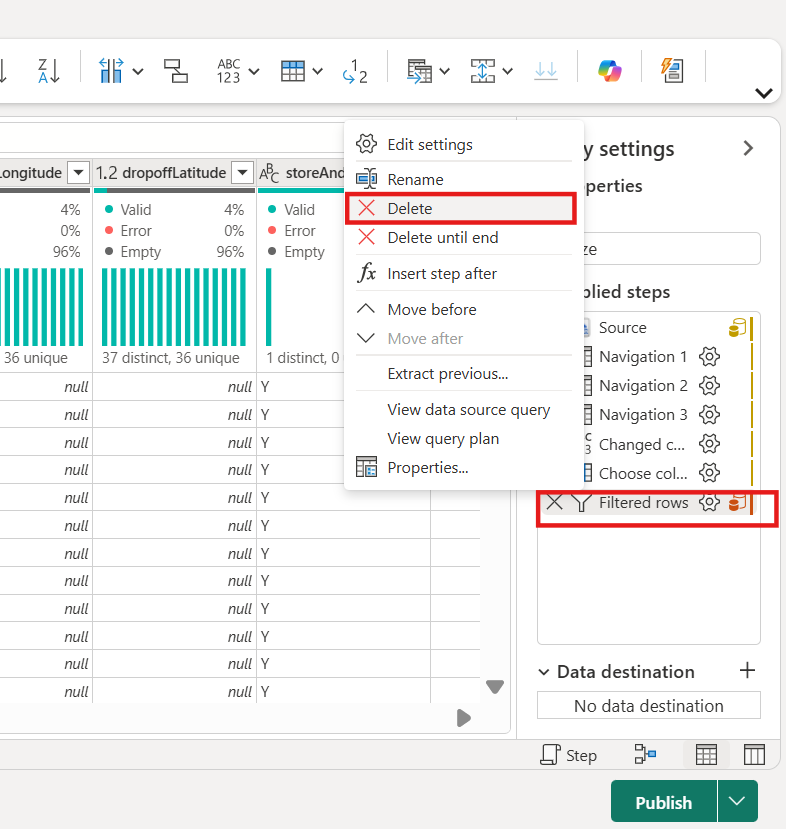 Z
A
ABC
123
1
2
ongitude
1.2 dropoffLatitude
ABC storeAnd
4%
0%
96%
Valid 4%
Error 0%
Empty 96%
Valid
Error
Empty
36 unique
37 distinct, 36 unique
1 distinct, 0
null null Y
null null Y
null null Y
null null Y
null null Y
null null Y
null null Y
null null Y
null null Y
null null Y
null null Y
null null Y
Edit settings
Rename
Delete
Delete until end
fx Insert step after
Move before
Move after
Extract previous...
View data source query
View query plan
Properties...
y settings
perties
ze
plied steps
Source
Navigation 1
Navigation 2
Navigation 3
Changed c...
Choose col...
Filtered rows
Data destination +
No data destination
Step
Publish